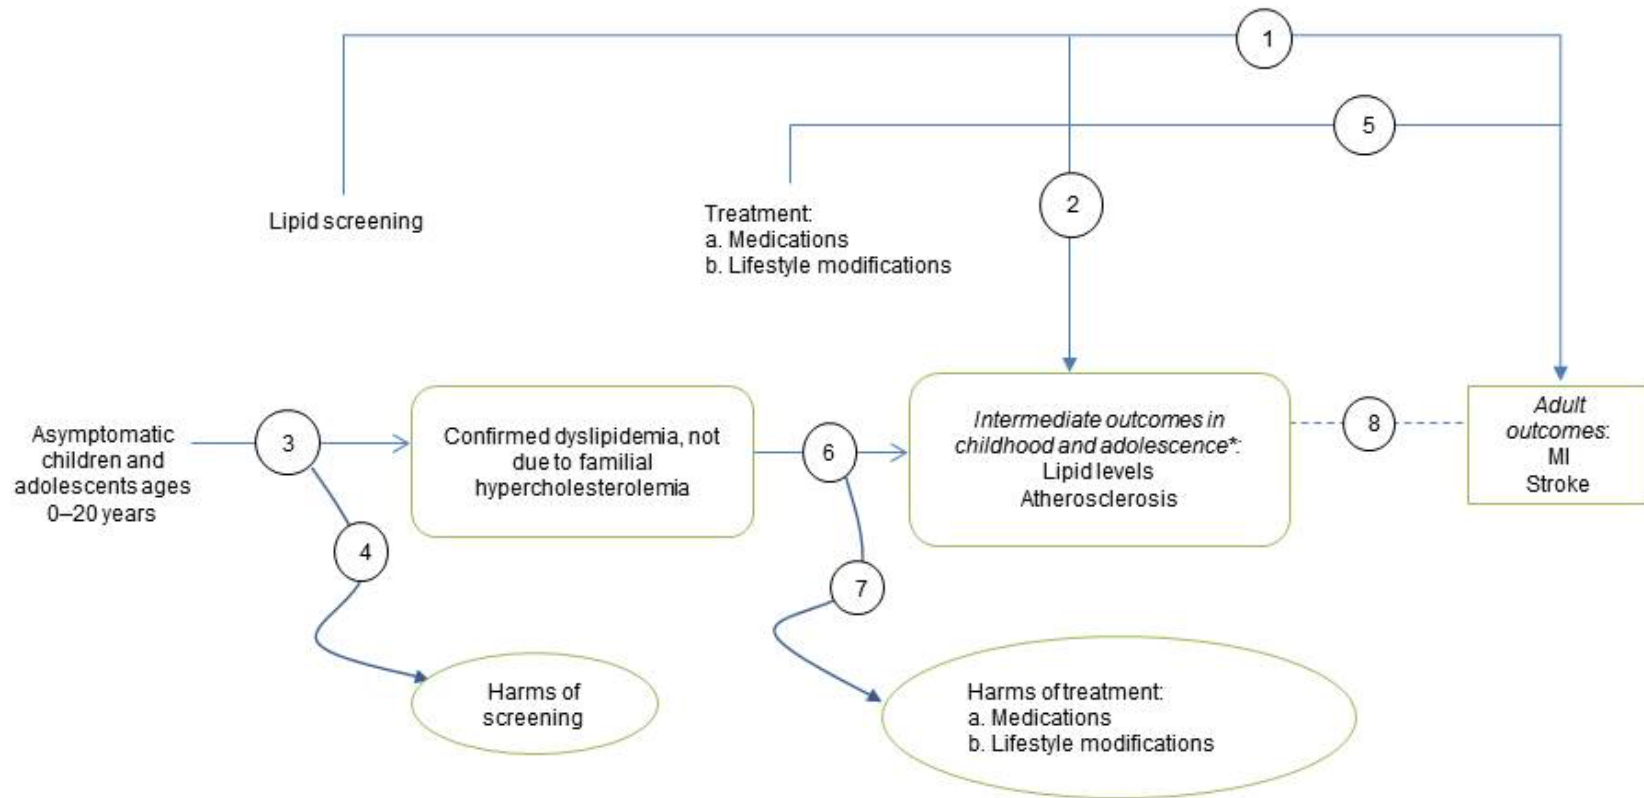 1
5
2
Lipid screening
Treatment:
a. Medications
b. Lifestyle modifications
Asymptomatic
children and
adolescents ages
0–20 years
3
Confirmed dyslipidemia, not
due to familial
hypercholesterolemia
6
Intermediate outcomes in
childhood and adolescence*:
Lipid levels
Atherosclerosis
8
Adult
outcomes:
MI
Stroke
4
7
Harms of
screening
Harms of treatment:
a. Medications
b. Lifestyle modifications